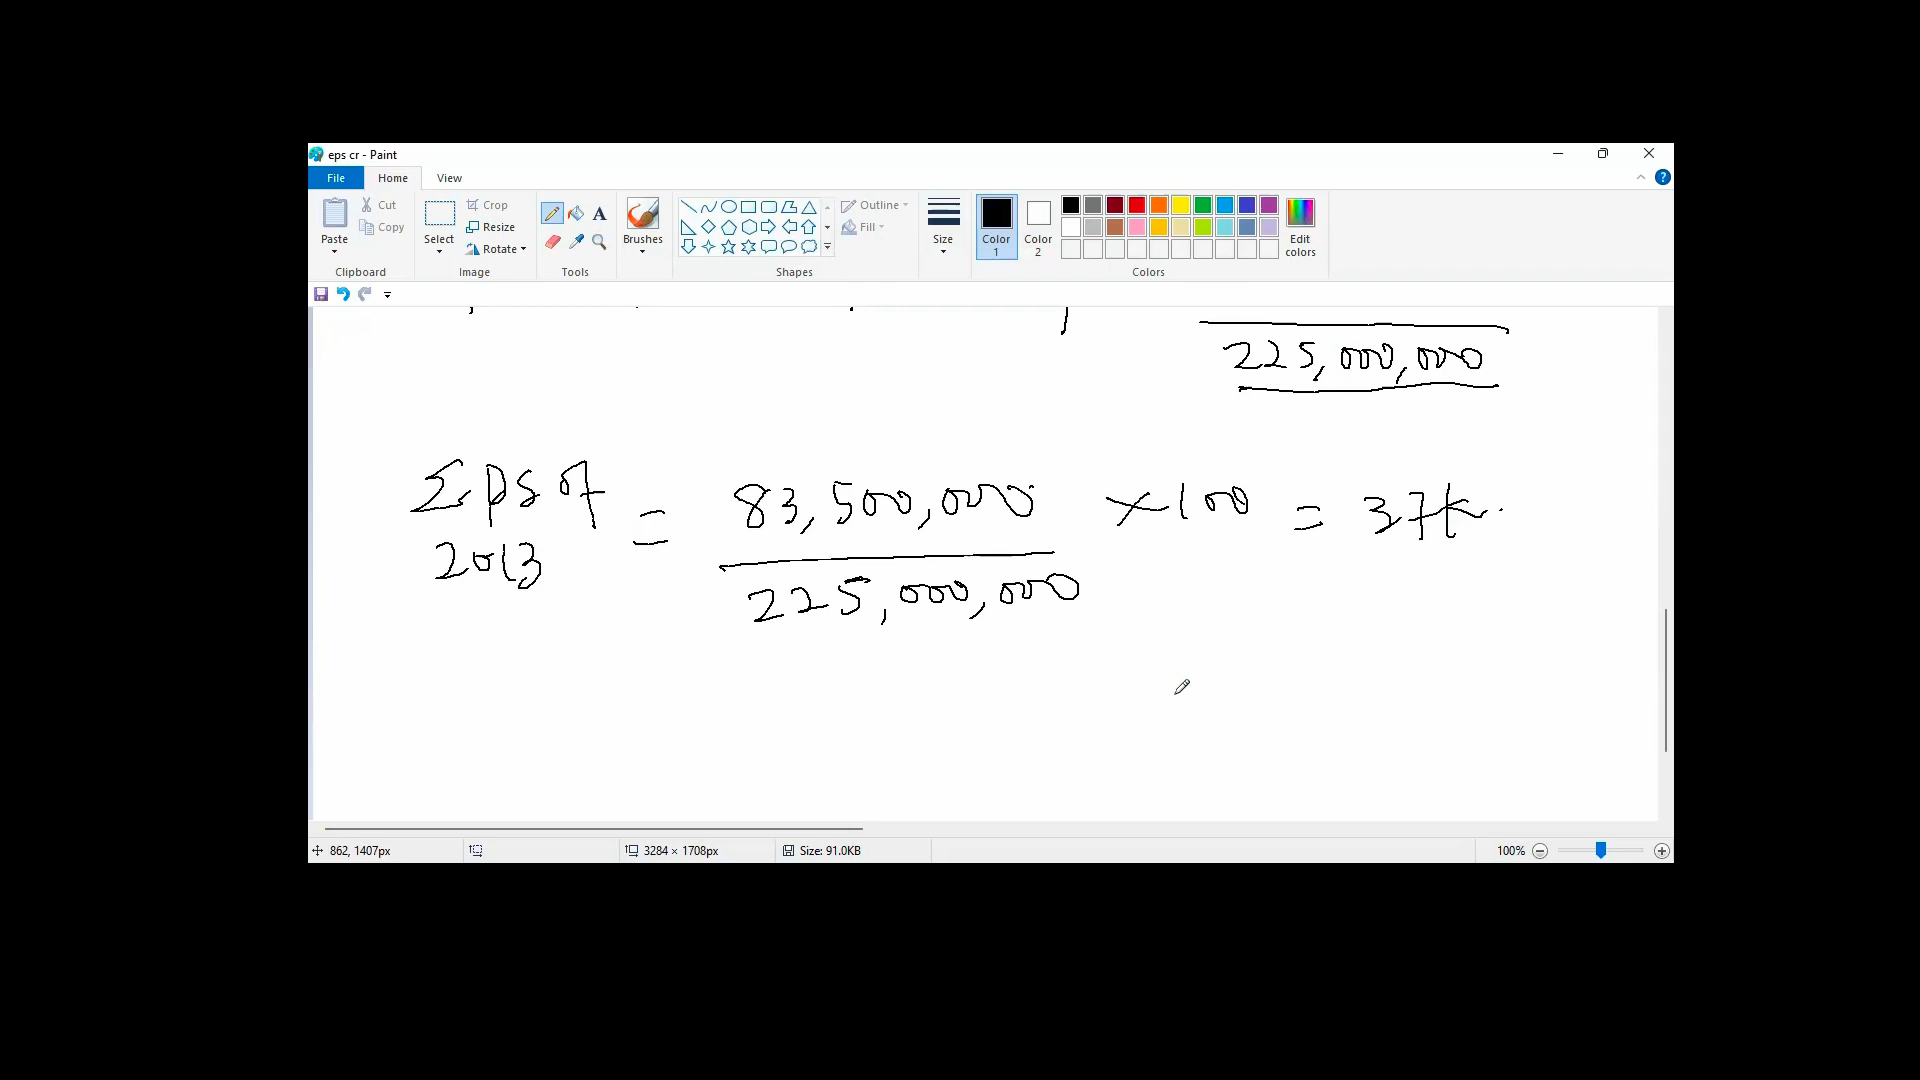 eps cr - Paint
File Home View
Paste
Cut
Copy
Clipboard
Select
Crop
Resize
Rotate
Image
A
Tools
Brushes
Shapes
Outline
Fill
Size
Color 1
Color 2
Edit colors
Colors
225,000,000
Eps of = 83,500,000 × 100 = 37k.
2013 225,000,000
862, 1407px
3284 × 1708px
Size: 91.0KB
100%